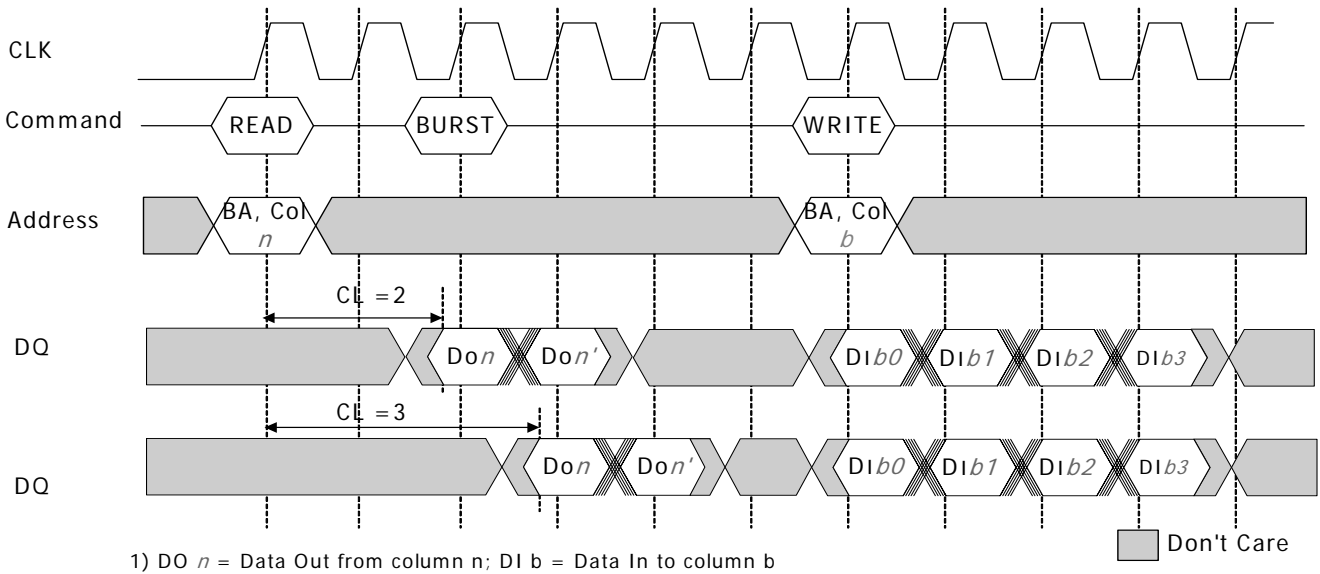 CLK
Command READ BURST WRITE
Address BA, Col BA, Col
n b
CL =2
DQ Don Don' DIb0 DIb1 DIb2 DIb3
CL =3
DQ Don Don' DIb0 DIb1 DIb2 DIb3
Don't Care
1) DO n = Data Out from column n; DI b = Data In to column b